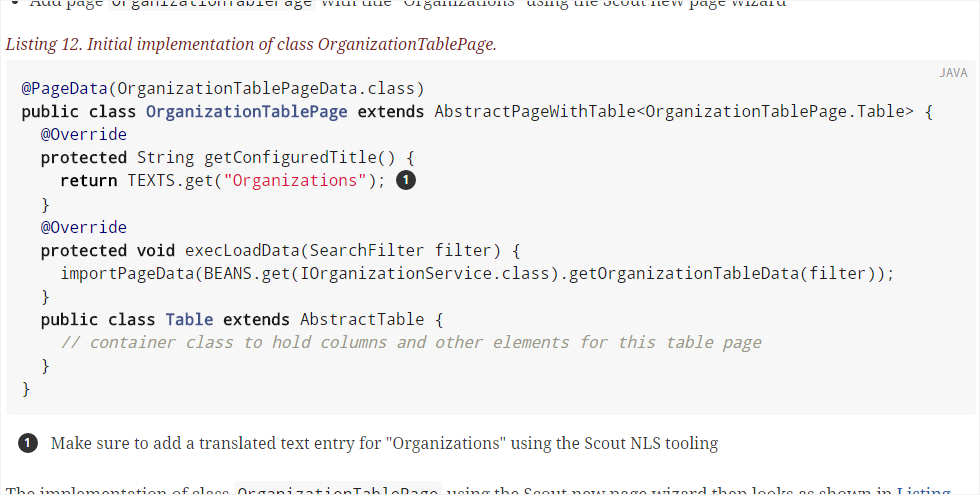 Add page OrganizationTablePage with title "Organizations" using the Scout new page wizard
Listing 12. Initial implementation of class OrganizationTablePage.
JAVA
@PageData(OrganizationTablePageData.class)
public class OrganizationTablePage extends AbstractPageWithTable<OrganizationTablePage.Table> {
@Override
protected String getConfiguredTitle() {
return TEXTS.get("Organizations"); 1
}
@Override
protected void execLoadData(SearchFilter filter) {
importPageData(BEANS.get(IOrganizationService.class).getOrganizationTableData(filter));
}
public class Table extends AbstractTable {
// container class to hold columns and other elements for this table page
}
}
1 Make sure to add a translated text entry for "Organizations" using the Scout NLS tooling
The implementation of class OrganizationTablePage using the Scout new page wizard then looks as shown in Listing